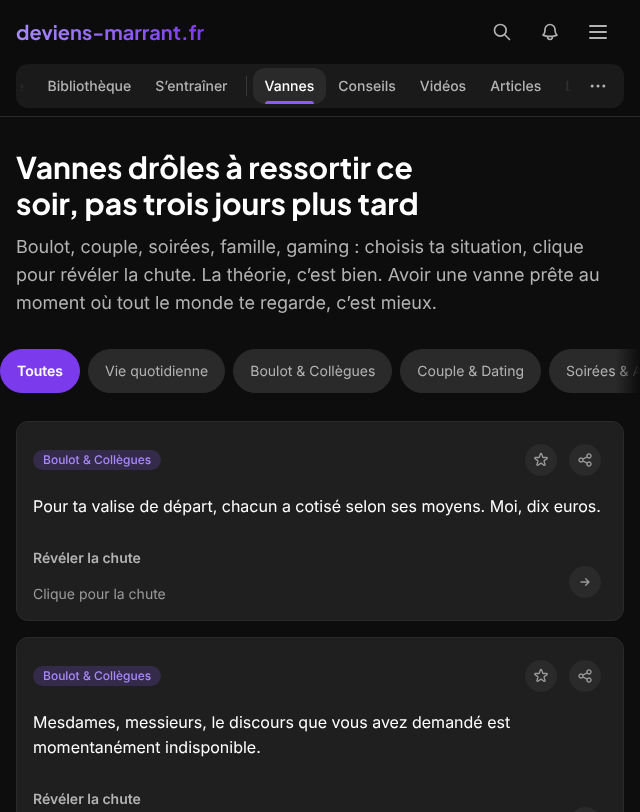 deviens-marrant.fr
Bibliothèque S'entraîner Vannes Conseils Vidéos Articles
Vannes drôles à ressortir ce
soir, pas trois jours plus tard
Boulot, couple, soirées, famille, gaming : choisis ta situation, clique
pour révéler la chute. La théorie, c'est bien. Avoir une vanne prête au
moment où tout le monde te regarde, c'est mieux.
Toutes Vie quotidienne Boulot & Collègues Couple & Dating Soirées &
Boulot & Collègues
Pour ta valise de départ, chacun a cotisé selon ses moyens. Moi, dix euros.
Révéler la chute
Clique pour la chute
Boulot & Collègues
Mesdames, messieurs, le discours que vous avez demandé est
momentanément indisponible.
Révéler la chute